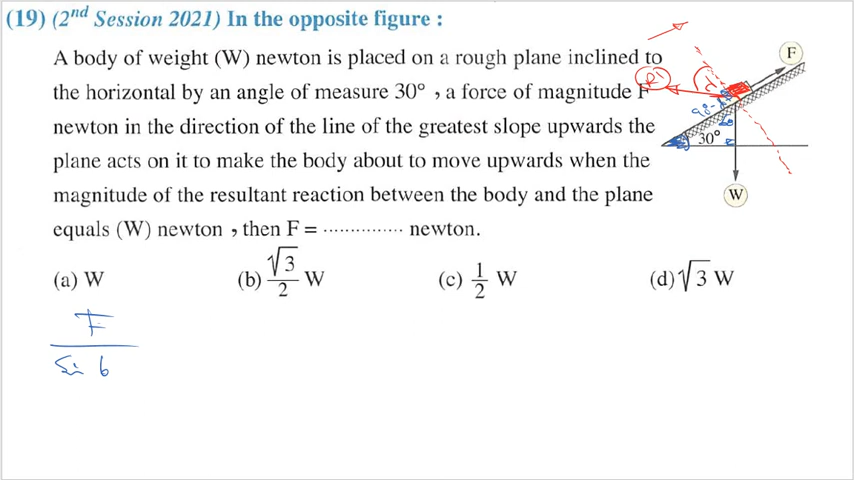 (19) (2nd Session 2021) In the opposite figure :
A body of weight (W) newton is placed on a rough plane inclined to
the horizontal by an angle of measure 30° , a force of magnitude F
newton in the direction of the line of the greatest slope upwards the
plane acts on it to make the body about to move upwards when the
magnitude of the resultant reaction between the body and the plane
equals (W) newton , then F = .............. newton.
(a) W (b) √3/2 W (c) 1/2 W (d) √3 W
F
R'
30°
W
F
Sin 6